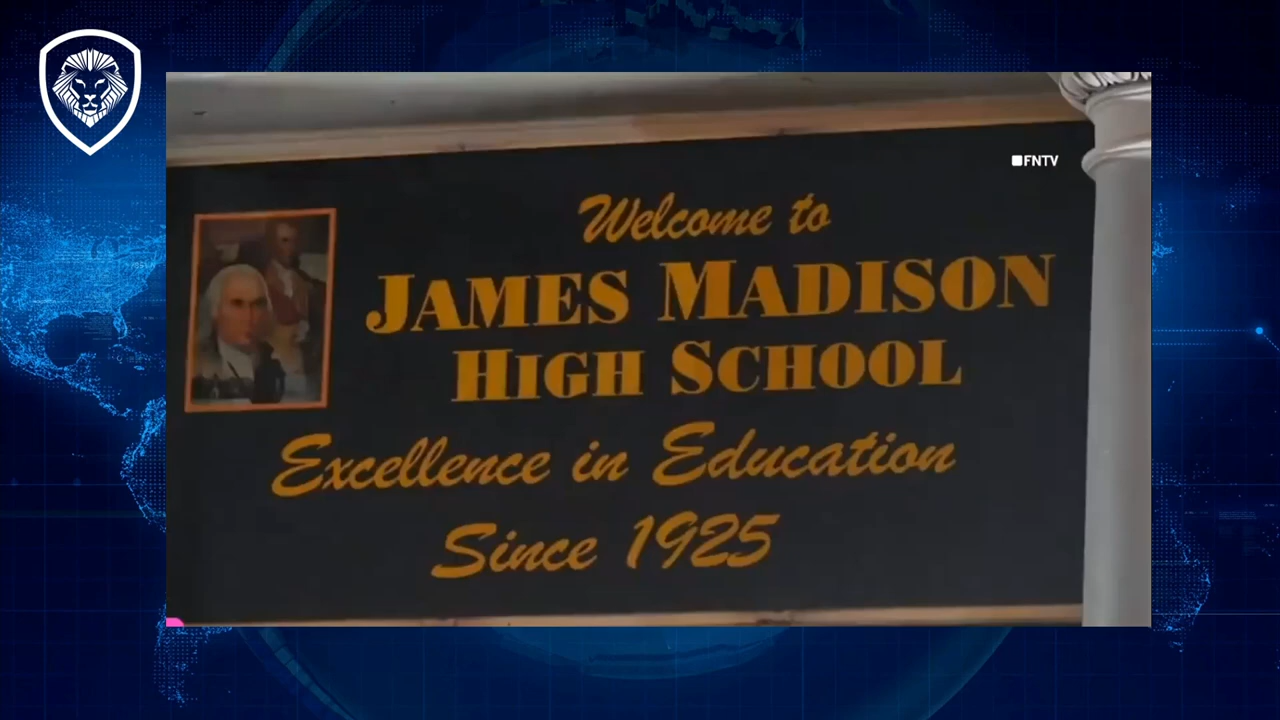 FNTV
Welcome to
JAMES MADISON
HIGH SCHOOL
Excellence in Education
Since 1925